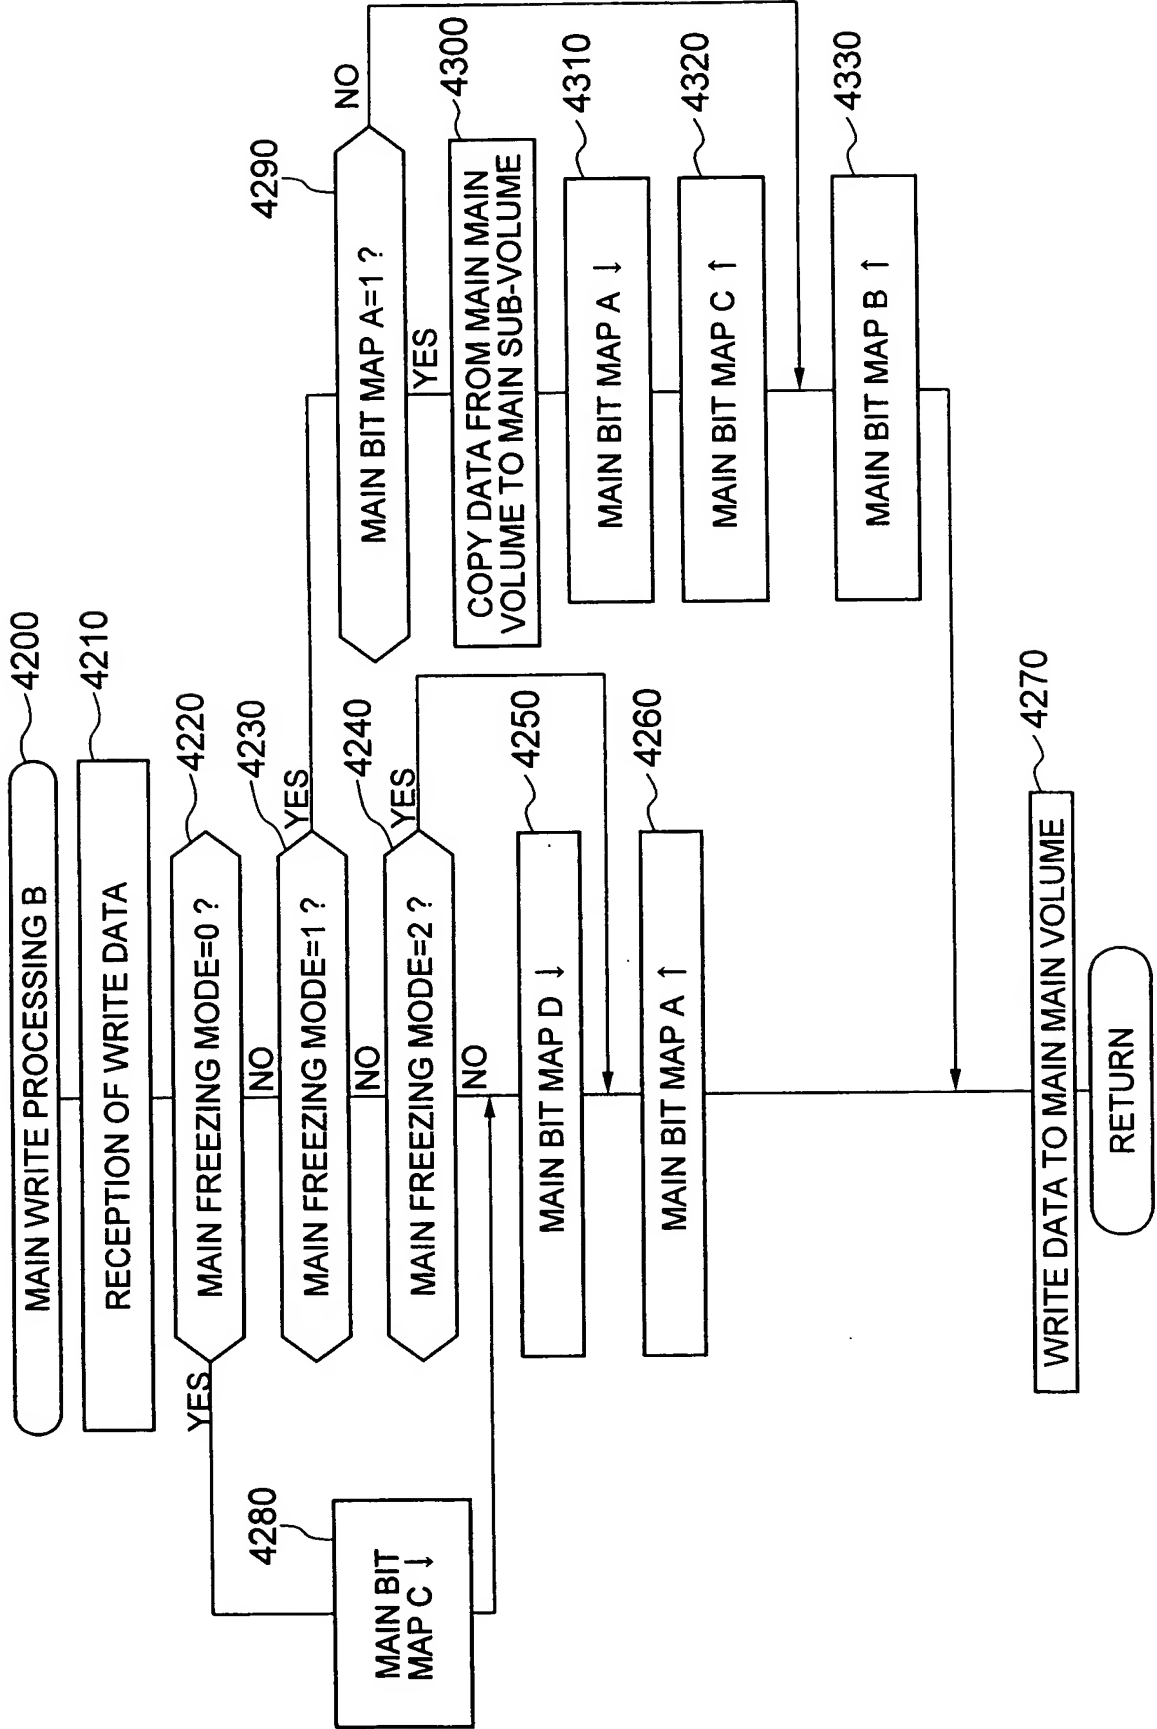 MAIN WRITE PROCESSING B
4200
RECEPTION OF WRITE DATA
4210
MAIN FREEZING MODE=0 ?
4220
YES
NO
MAIN FREEZING MODE=1 ?
4230
YES
NO
MAIN FREEZING MODE=2 ?
4240
YES
NO
MAIN BIT MAP D ↓
4250
MAIN BIT MAP A ↑
4260
WRITE DATA TO MAIN MAIN VOLUME
4270
RETURN
4280
MAIN BIT
MAP C ↓
4290
MAIN BIT MAP A=1 ?
NO
YES
COPY DATA FROM MAIN MAIN
VOLUME TO MAIN SUB-VOLUME
4300
MAIN BIT MAP A ↓
4310
MAIN BIT MAP C ↑
4320
MAIN BIT MAP B ↑
4330